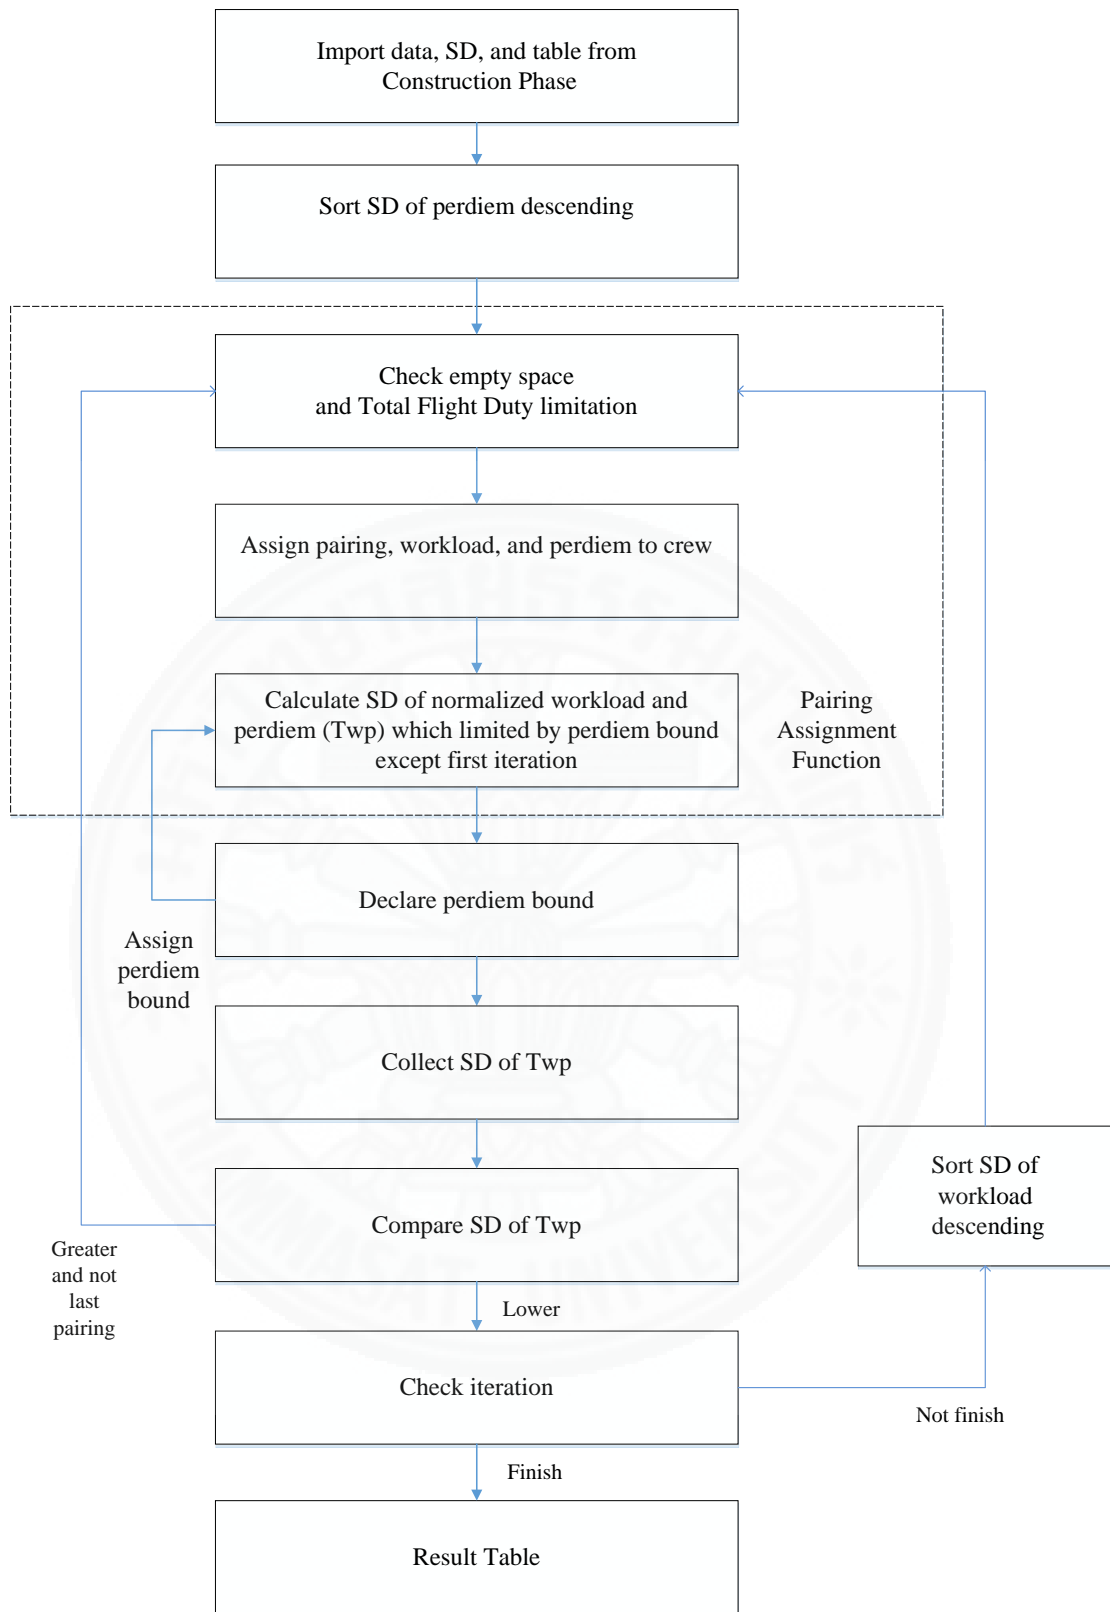 Import data, SD, and table from
Construction Phase
Sort SD of perdiem descending
Check empty space
and Total Flight Duty limitation
Assign pairing, workload, and perdiem to crew
Calculate SD of normalized workload and
perdiem (Twp) which limited by perdiem bound
except first iteration
Pairing
Assignment
Function
Declare perdiem bound
Assign
perdiem
bound
Collect SD of Twp
Sort SD of
workload
descending
Compare SD of Twp
Greater
and not
last
pairing
Lower
Check iteration
Not finish
Finish
Result Table
THAMMASAT UNIVERSITY